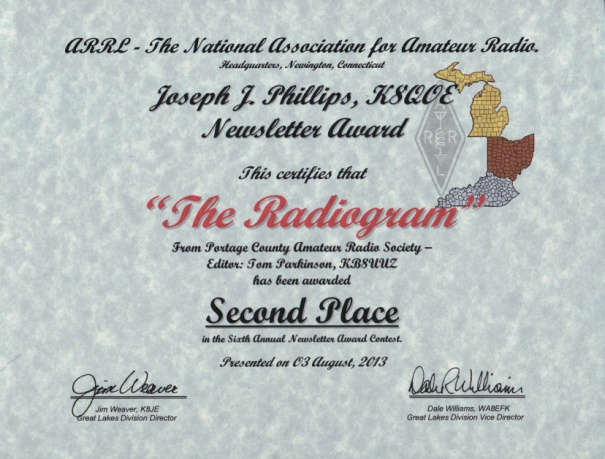 ARRL - The National Association for Amateur Radio.
Headquarters, Newington, Connecticut
Joseph J. Phillips, K8QOE
Newsletter Award
ARRL
This certifies that
"The Radiogram"
From Portage County Amateur Radio Society –
Editor: Tom Parkinson, KB8UUZ
has been awarded
Second Place
in the Sixth Annual Newsletter Award Contest.
Presented on 03 August, 2013
Jim Weaver
Jim Weaver, K8JE
Great Lakes Division Director
Dale R Williams
Dale Williams, WA8EFK
Great Lakes Division Vice Director